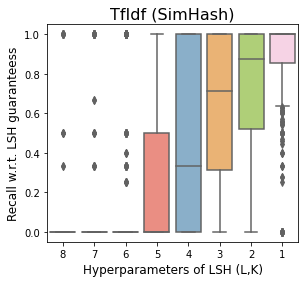 TfIdf (SimHash)
Recall w.r.t. LSH guaranteess
1.0
0.8
0.6
0.4
0.2
0.0
8 7 6 5 4 3 2 1
Hyperparameters of LSH (L,K)